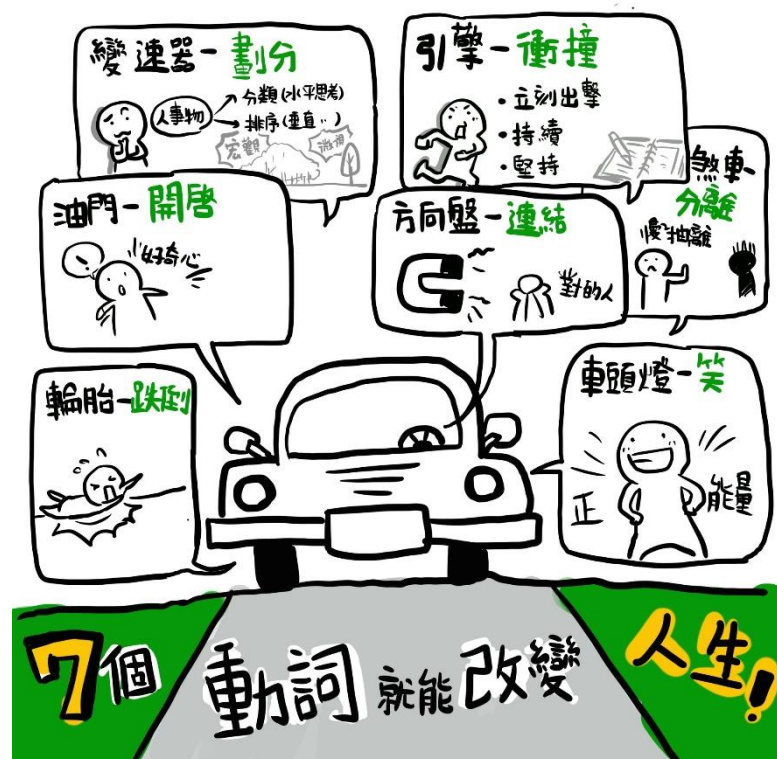 變速器-劃分
人事物
分類(水平思考)
排序(垂直..)
宏觀
微視
引擎-衝撞
·立刻出擊
·持續
·堅持
煞車-
分離
慢抽離
油門-開啓
好奇心
方向盤-連結
對的人
輪胎-跌倒
車頭燈-笑
正
能量
7個
動詞就能改變
人生!